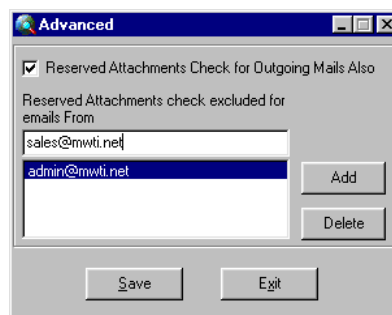 Advanced
Reserved Attachments Check for Outgoing Mails Also
Reserved Attachments check excluded for
emails From
sales@mwti.net
admin@mwti.net
Add
Delete
Save
Exit